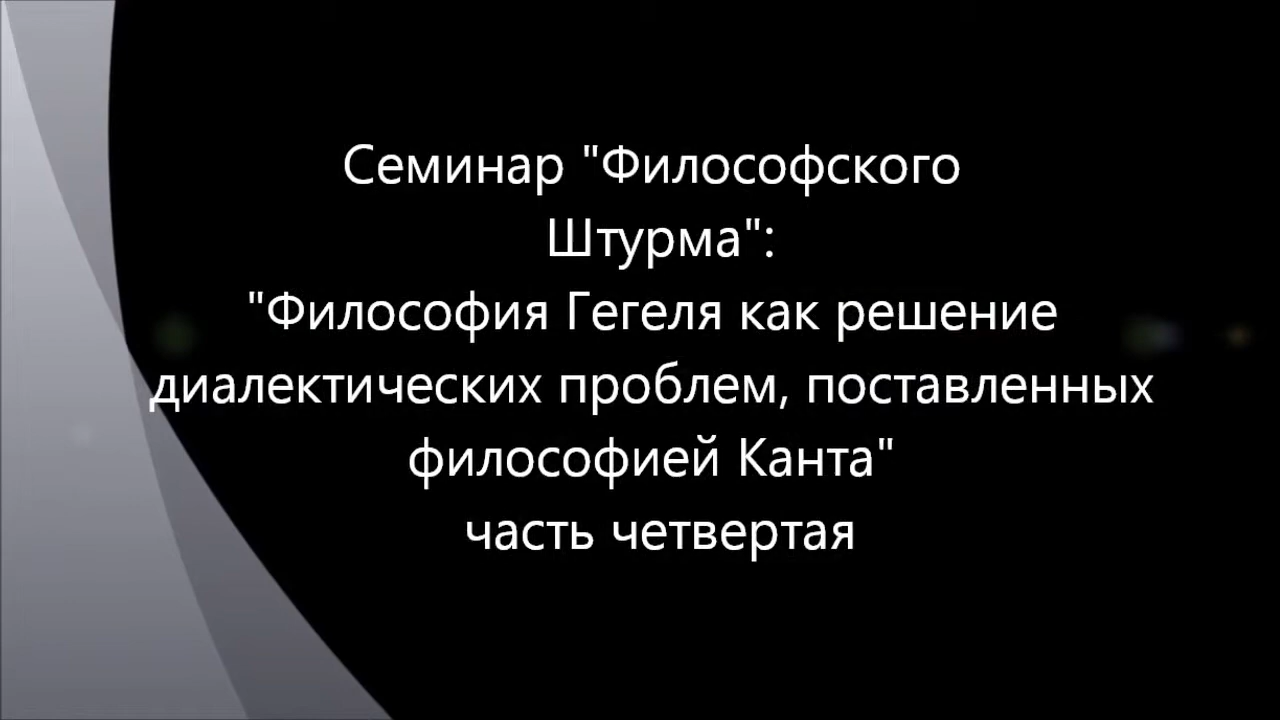 Семинар "Философского
Штурма":
"Философия Гегеля как решение
диалектических проблем, поставленных
философией Канта"
часть четвертая